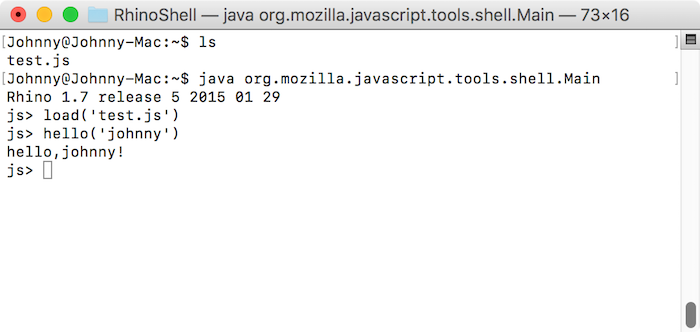 RhinoShell — java org.mozilla.javascript.tools.shell.Main — 73×16
[Johnny@Johnny-Mac:~$ ls ]
test.js
[Johnny@Johnny-Mac:~$ java org.mozilla.javascript.tools.shell.Main ]
Rhino 1.7 release 5 2015 01 29
js> load('test.js')
js> hello('johnny')
hello,johnny!
js>